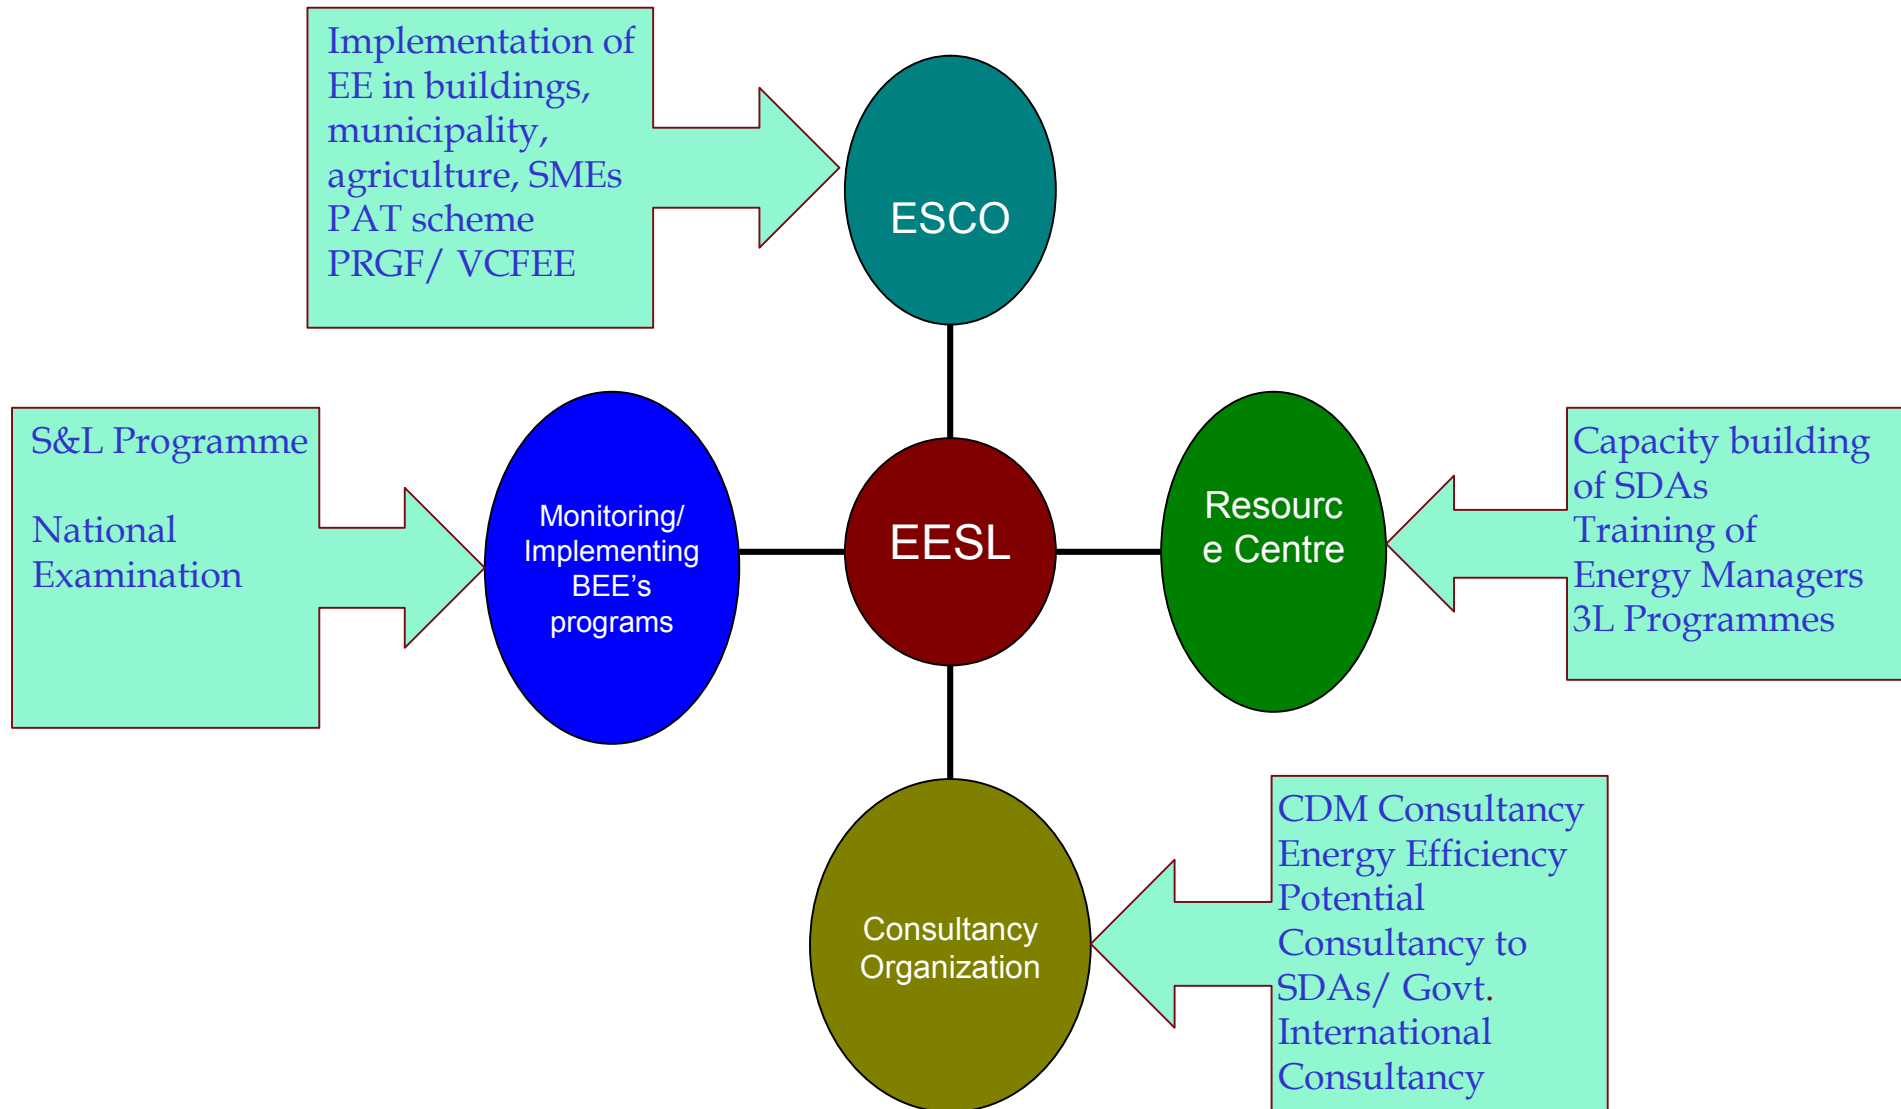 Implementation of
EE in buildings,
municipality,
agriculture, SMEs
PAT scheme
PRGF/ VCFEE
ESCO
S&L Programme
National
Examination
Monitoring/
Implementing
BEE’s
programs
EESL
Resourc
e Centre
Capacity building
of SDAs
Training of
Energy Managers
3L Programmes
Consultancy
Organization
CDM Consultancy
Energy Efficiency
Potential
Consultancy to
SDAs/ Govt.
International
Consultancy